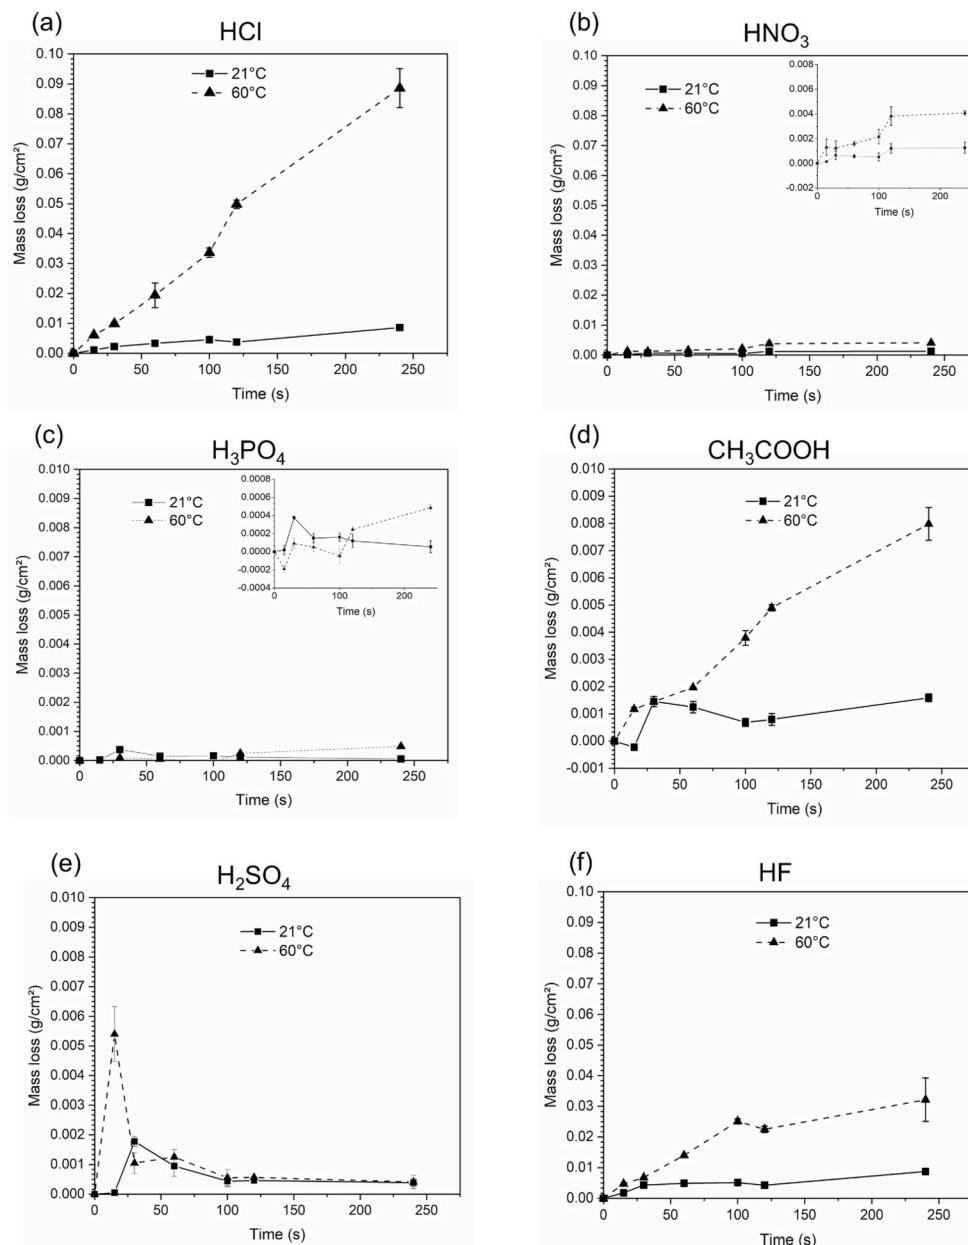 (a)
HCl
21°C
60°C
0.10
0.09
0.08
0.07
0.06
0.05
0.04
0.03
0.02
0.01
0.00
Mass loss (g/cm²)
0 50 100 150 200 250
Time (s)
(b)
HNO₃
21°C
60°C
0.10
0.09
0.08
0.07
0.06
0.05
0.04
0.03
0.02
0.01
0.00
Mass loss (g/cm²)
0.008
0.006
0.004
0.002
0.000
-0.002
0 100 200
Time (s)
0 50 100 150 200 250
Time (s)
(c)
H₃PO₄
21°C
60°C
0.010
0.009
0.008
0.007
0.006
0.005
0.004
0.003
0.002
0.001
0.000
Mass loss (g/cm²)
0.0008
0.0006
0.0004
0.0002
0.0000
-0.0002
-0.0004
0 100 200
Time (s)
0 50 100 150 200 250
Time (s)
(d)
CH₃COOH
21°C
60°C
0.010
0.009
0.008
0.007
0.006
0.005
0.004
0.003
0.002
0.001
0.000
-0.001
Mass loss (g/cm²)
0 50 100 150 200 250
Time (s)
(e)
H₂SO₄
21°C
60°C
0.010
0.009
0.008
0.007
0.006
0.005
0.004
0.003
0.002
0.001
0.000
Mass loss (g/cm²)
0 50 100 150 200 250
Time (s)
(f)
HF
21°C
60°C
0.10
0.09
0.08
0.07
0.06
0.05
0.04
0.03
0.02
0.01
0.00
Mass loss (g/cm²)
0 50 100 150 200 250
Time (s)